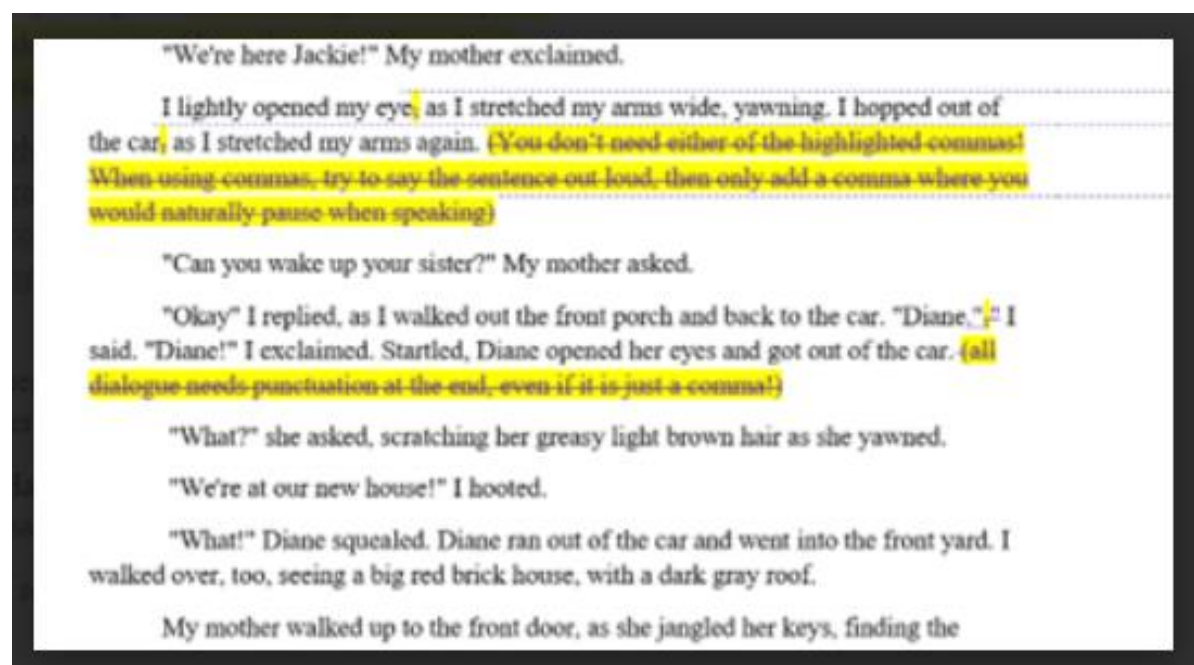 "We're here Jackie!" My mother exclaimed.
I lightly opened my eye, as I stretched my arms wide, yawning. I hopped out of
the car, as I stretched my arms again. (You don't need either of the highlighted commas!
When using commas, try to say the sentence out loud, then only add a comma where you
would naturally pause when speaking)
"Can you wake up your sister?" My mother asked.
"Okay" I replied, as I walked out the front porch and back to the car. "Diane,"," I
said. "Diane!" I exclaimed. Startled, Diane opened her eyes and got out of the car. (all
dialogue needs punctuation at the end, even if it is just a comma!)
"What?" she asked, scratching her greasy light brown hair as she yawned.
"We're at our new house!" I hooted.
"What!" Diane squealed. Diane ran out of the car and went into the front yard. I
walked over, too, seeing a big red brick house, with a dark gray roof.
My mother walked up to the front door, as she jangled her keys, finding the